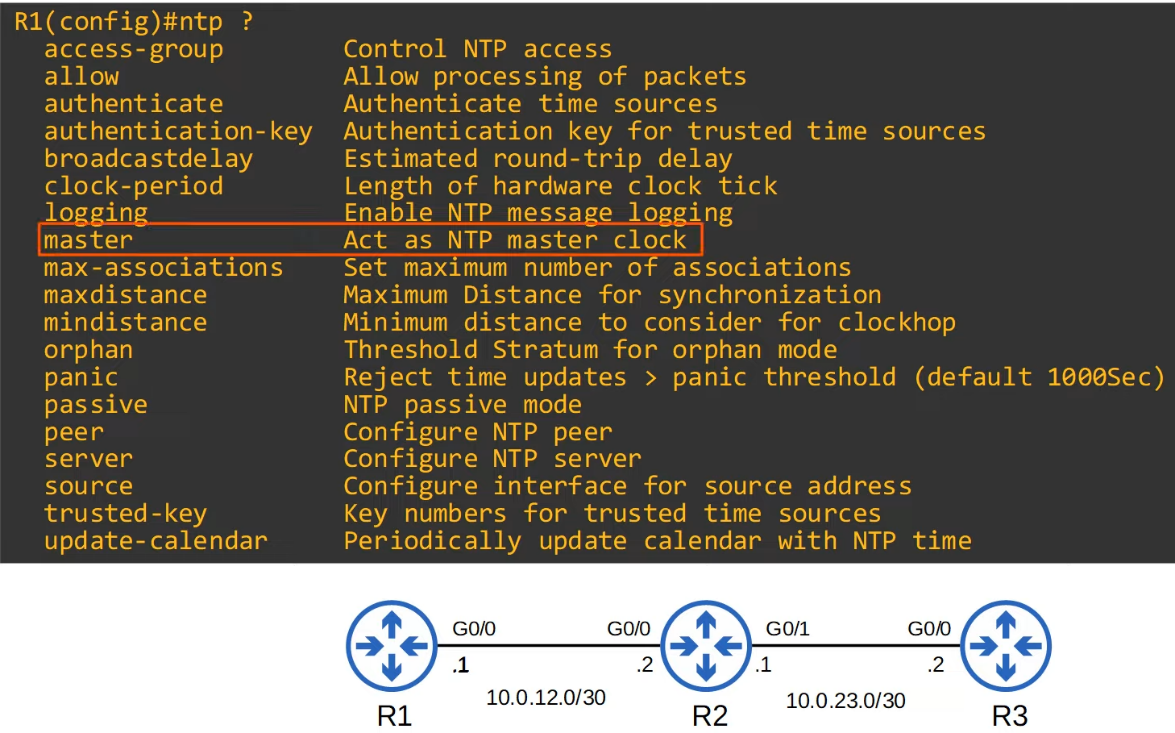 R1(config)#ntp ?
access-group Control NTP access
allow Allow processing of packets
authenticate Authenticate time sources
authentication-key Authentication key for trusted time sources
broadcastdelay Estimated round-trip delay
clock-period Length of hardware clock tick
logging Enable NTP message logging
master Act as NTP master clock
max-associations Set maximum number of associations
maxdistance Maximum Distance for synchronization
mindistance Minimum distance to consider for clockhop
orphan Threshold Stratum for orphan mode
panic Reject time updates > panic threshold (default 1000Sec)
passive NTP passive mode
peer Configure NTP peer
server Configure NTP server
source Configure interface for source address
trusted-key Key numbers for trusted time sources
update-calendar Periodically update calendar with NTP time
G0/0 G0/0 G0/1 G0/0
.1 .2 .1 .2
10.0.12.0/30 10.0.23.0/30
R1 R2 R3